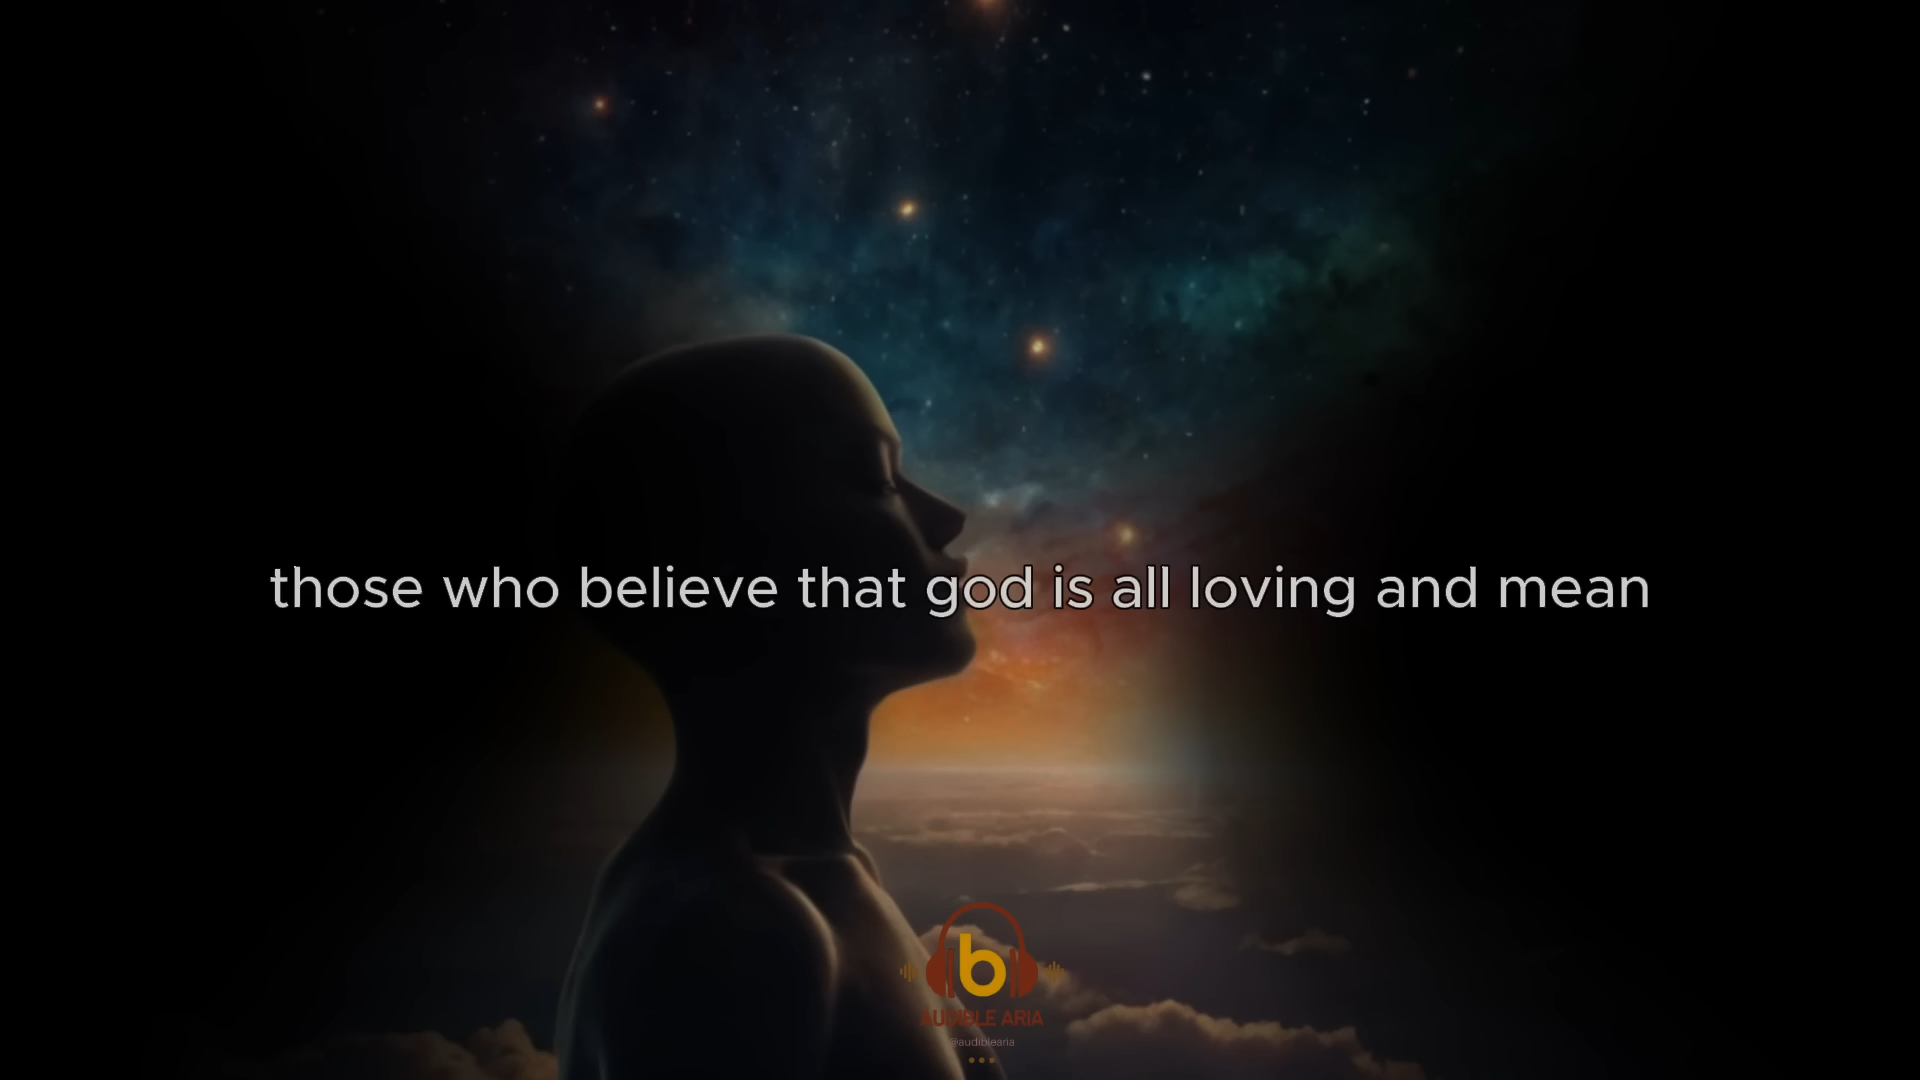 those who believe that god is all loving and mean
b
AUDIBLE ARIA
@audiblearia